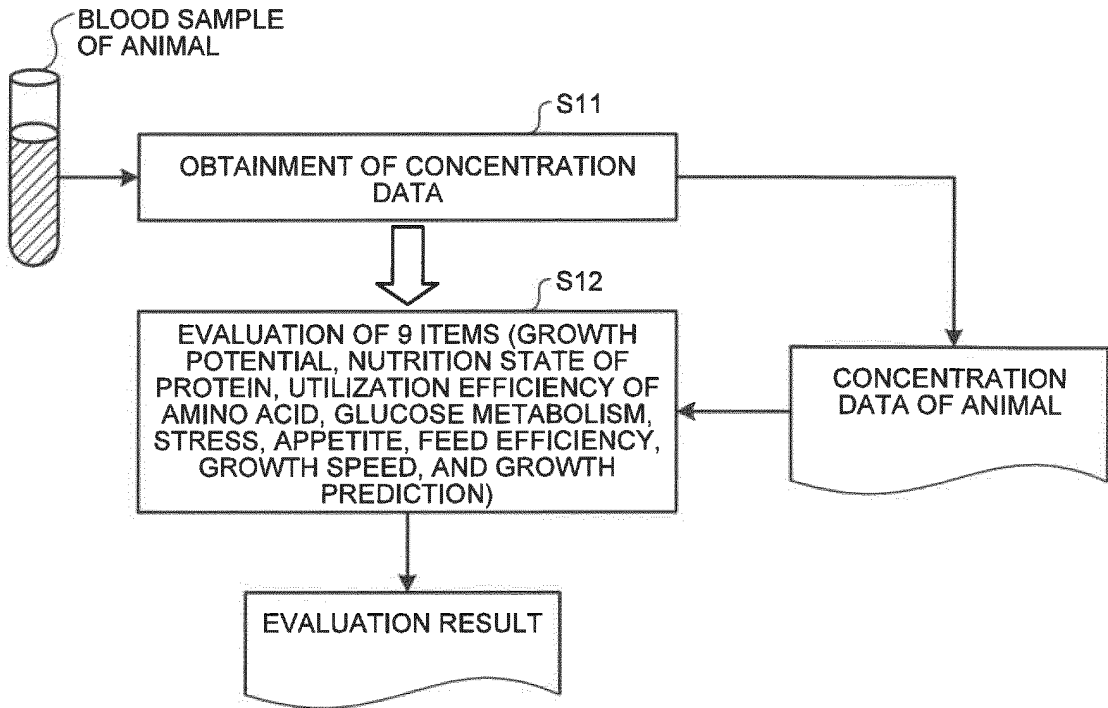 BLOOD SAMPLE
OF ANIMAL
S11
OBTAINMENT OF CONCENTRATION
DATA
S12
EVALUATION OF 9 ITEMS (GROWTH
POTENTIAL, NUTRITION STATE OF
PROTEIN, UTILIZATION EFFICIENCY OF
AMINO ACID, GLUCOSE METABOLISM,
STRESS, APPETITE, FEED EFFICIENCY,
GROWTH SPEED, AND GROWTH
PREDICTION)
CONCENTRATION
DATA OF ANIMAL
EVALUATION RESULT